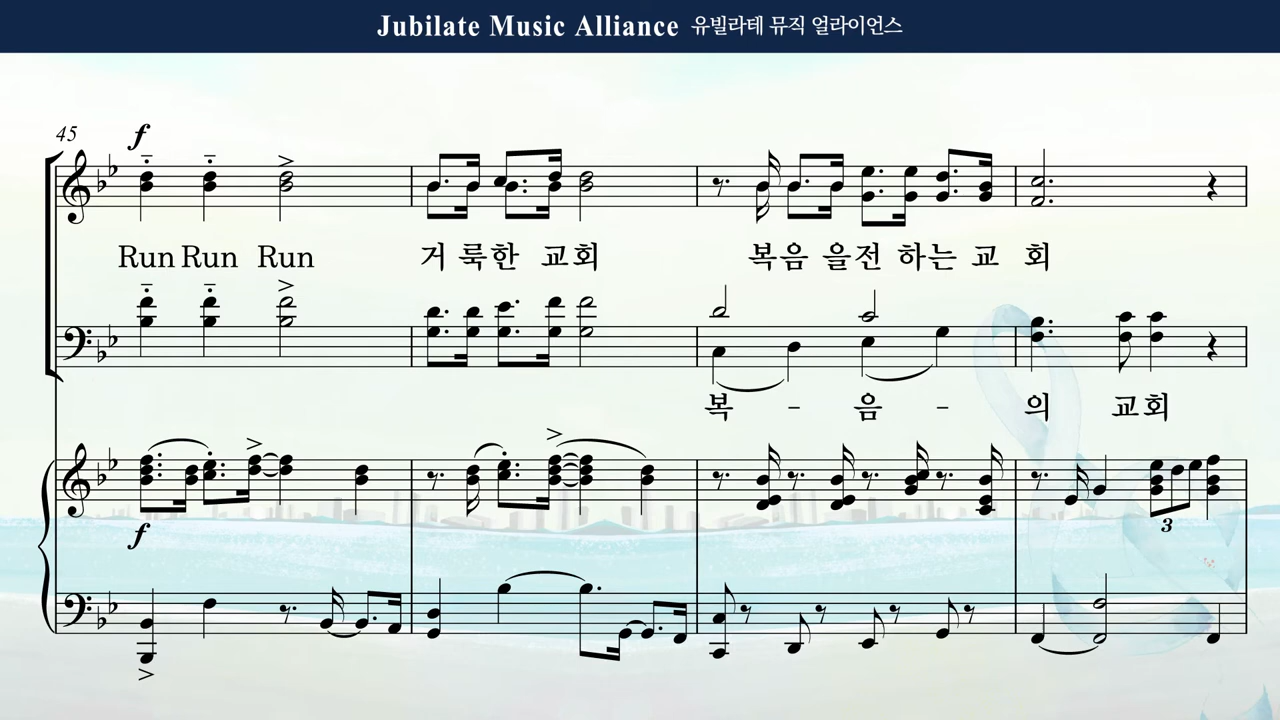 Jubilate Music Alliance 유빌라테 뮤직 얼라이언스
45
f
Run Run Run 거 룩한 교회 복음 을전 하는 교 회
복 - 음 - 의 교회
f
3